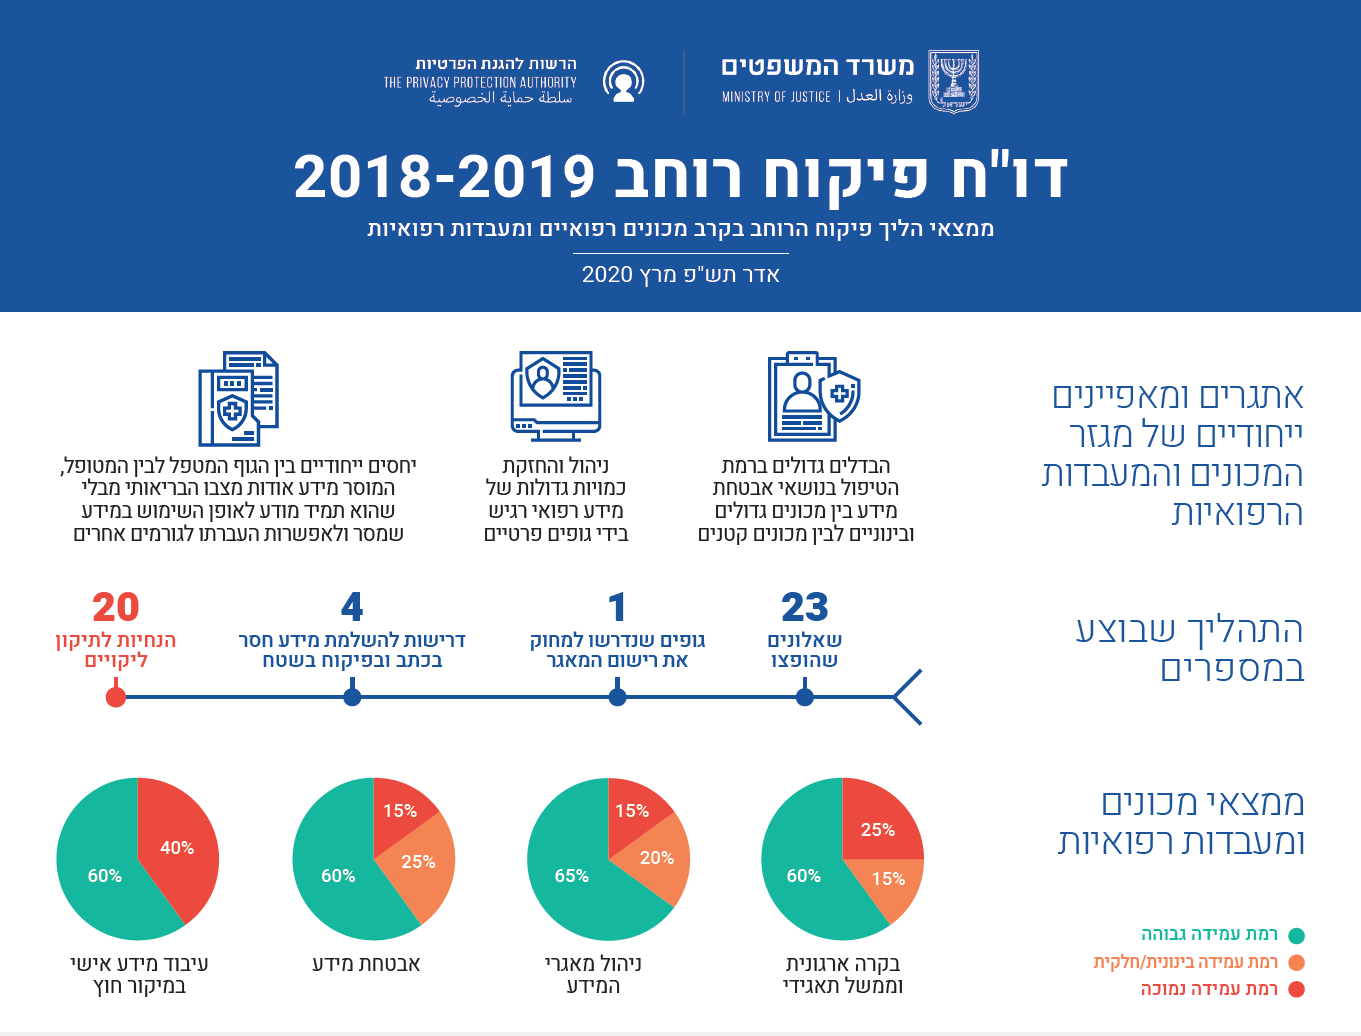 משרד המשפטים
MINISTRY OF JUSTICE | وزارة العدل
הרשות להגנת הפרטיות
THE PRIVACY PROTECTION AUTHORITY
سلطة حماية الخصوصية
דו"ח פיקוח רוחב 2018-2019
ממצאי הליך פיקוח הרוחב בקרב מכונים רפואיים ומעבדות רפואיות
אדר תש"פ מרץ 2020
אתגרים ומאפיינים
ייחודיים של מגזר
המכונים והמעבדות
הרפואיות
הבדלים גדולים ברמת
הטיפול בנושאי אבטחת
מידע בין מכונים גדולים
ובינוניים לבין מכונים קטנים
ניהול והחזקת
כמויות גדולות של
מידע רפואי רגיש
בידי גופים פרטיים
יחסים ייחודיים בין הגוף המטפל לבין המטופל,
המוסר מידע אודות מצבו הבריאותי מבלי
שהוא תמיד מודע לאופן השימוש במידע
שמסר ולאפשרות העברתו לגורמים אחרים
התהליך שבוצע
במספרים
23
שאלונים
שהופצו
1
גופים שנדרשו למחוק
את רישום המאגר
4
דרישות להשלמת מידע חסר
בכתב ובפיקוח בשטח
20
הנחיות לתיקון
ליקויים
ממצאי מכונים
ומעבדות רפואיות
רמת עמידה גבוהה
רמת עמידה בינונית/חלקית
רמת עמידה נמוכה
25%
15%
60%
בקרה ארגונית
וממשל תאגידי
15%
20%
65%
ניהול מאגרי
המידע
15%
25%
60%
אבטחת מידע
40%
60%
עיבוד מידע אישי
במיקור חוץ